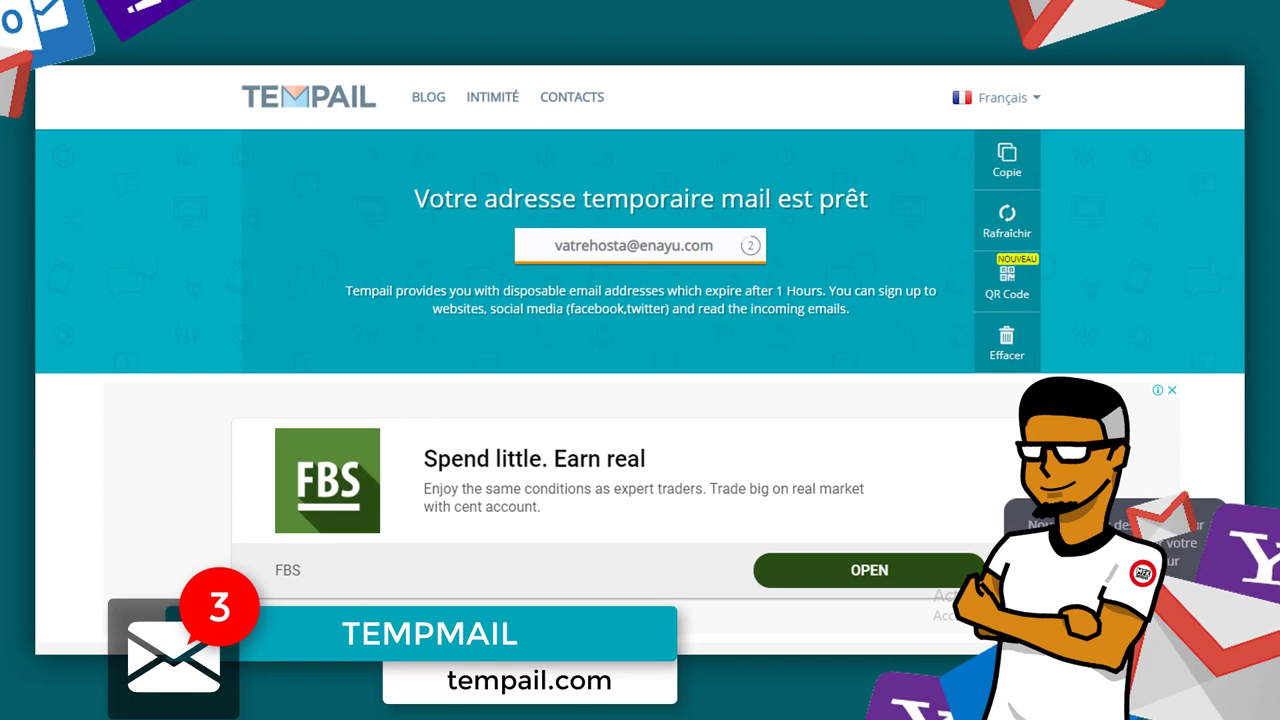 TEMPAIL
BLOG
INTIMITÉ
CONTACTS
Français
Copie
Votre adresse temporaire mail est prêt
Rafraîchir
vatrehosta@enayu.com
2
NOUVEAU
QR Code
Tempail provides you with disposable email addresses which expire after 1 Hours. You can sign up to
websites, social media (facebook,twitter) and read the incoming emails.
Effacer
Spend little. Earn real
FBS
Enjoy the same conditions as expert traders. Trade big on real market
with cent account.
FBS
OPEN
votre
3
TEMPMAIL
tempail.com